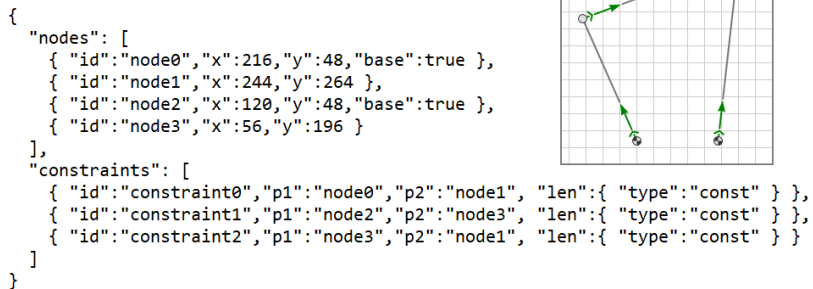 {
  "nodes": [
    { "id":"node0","x":216,"y":48,"base":true },
    { "id":"node1","x":244,"y":264 },
    { "id":"node2","x":120,"y":48,"base":true },
    { "id":"node3","x":56,"y":196 }
  ],
  "constraints": [
    { "id":"constraint0","p1":"node0","p2":"node1", "len":{ "type":"const" } },
    { "id":"constraint1","p1":"node2","p2":"node3", "len":{ "type":"const" } },
    { "id":"constraint2","p1":"node3","p2":"node1", "len":{ "type":"const" } }
  ]
}